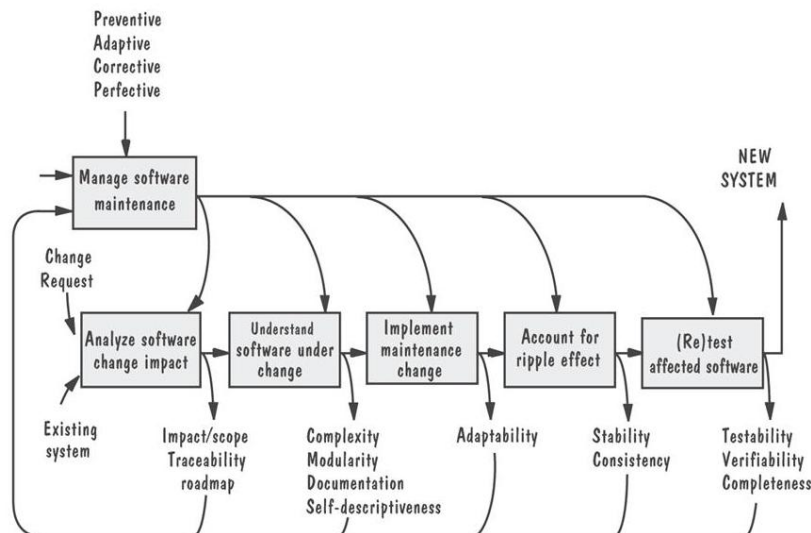 Preventive
Adaptive
Corrective
Perfective
NEW
SYSTEM
Manage software
maintenance
Change
Request
Analyze software
change impact
Understand
software under
change
Implement
maintenance
change
Account for
ripple effect
(Re)test
affected software
Existing
system
Impact/scope
Traceability
roadmap
Complexity
Modularity
Documentation
Self-descriptiveness
Adaptability
Stability
Consistency
Testability
Verifiability
Completeness